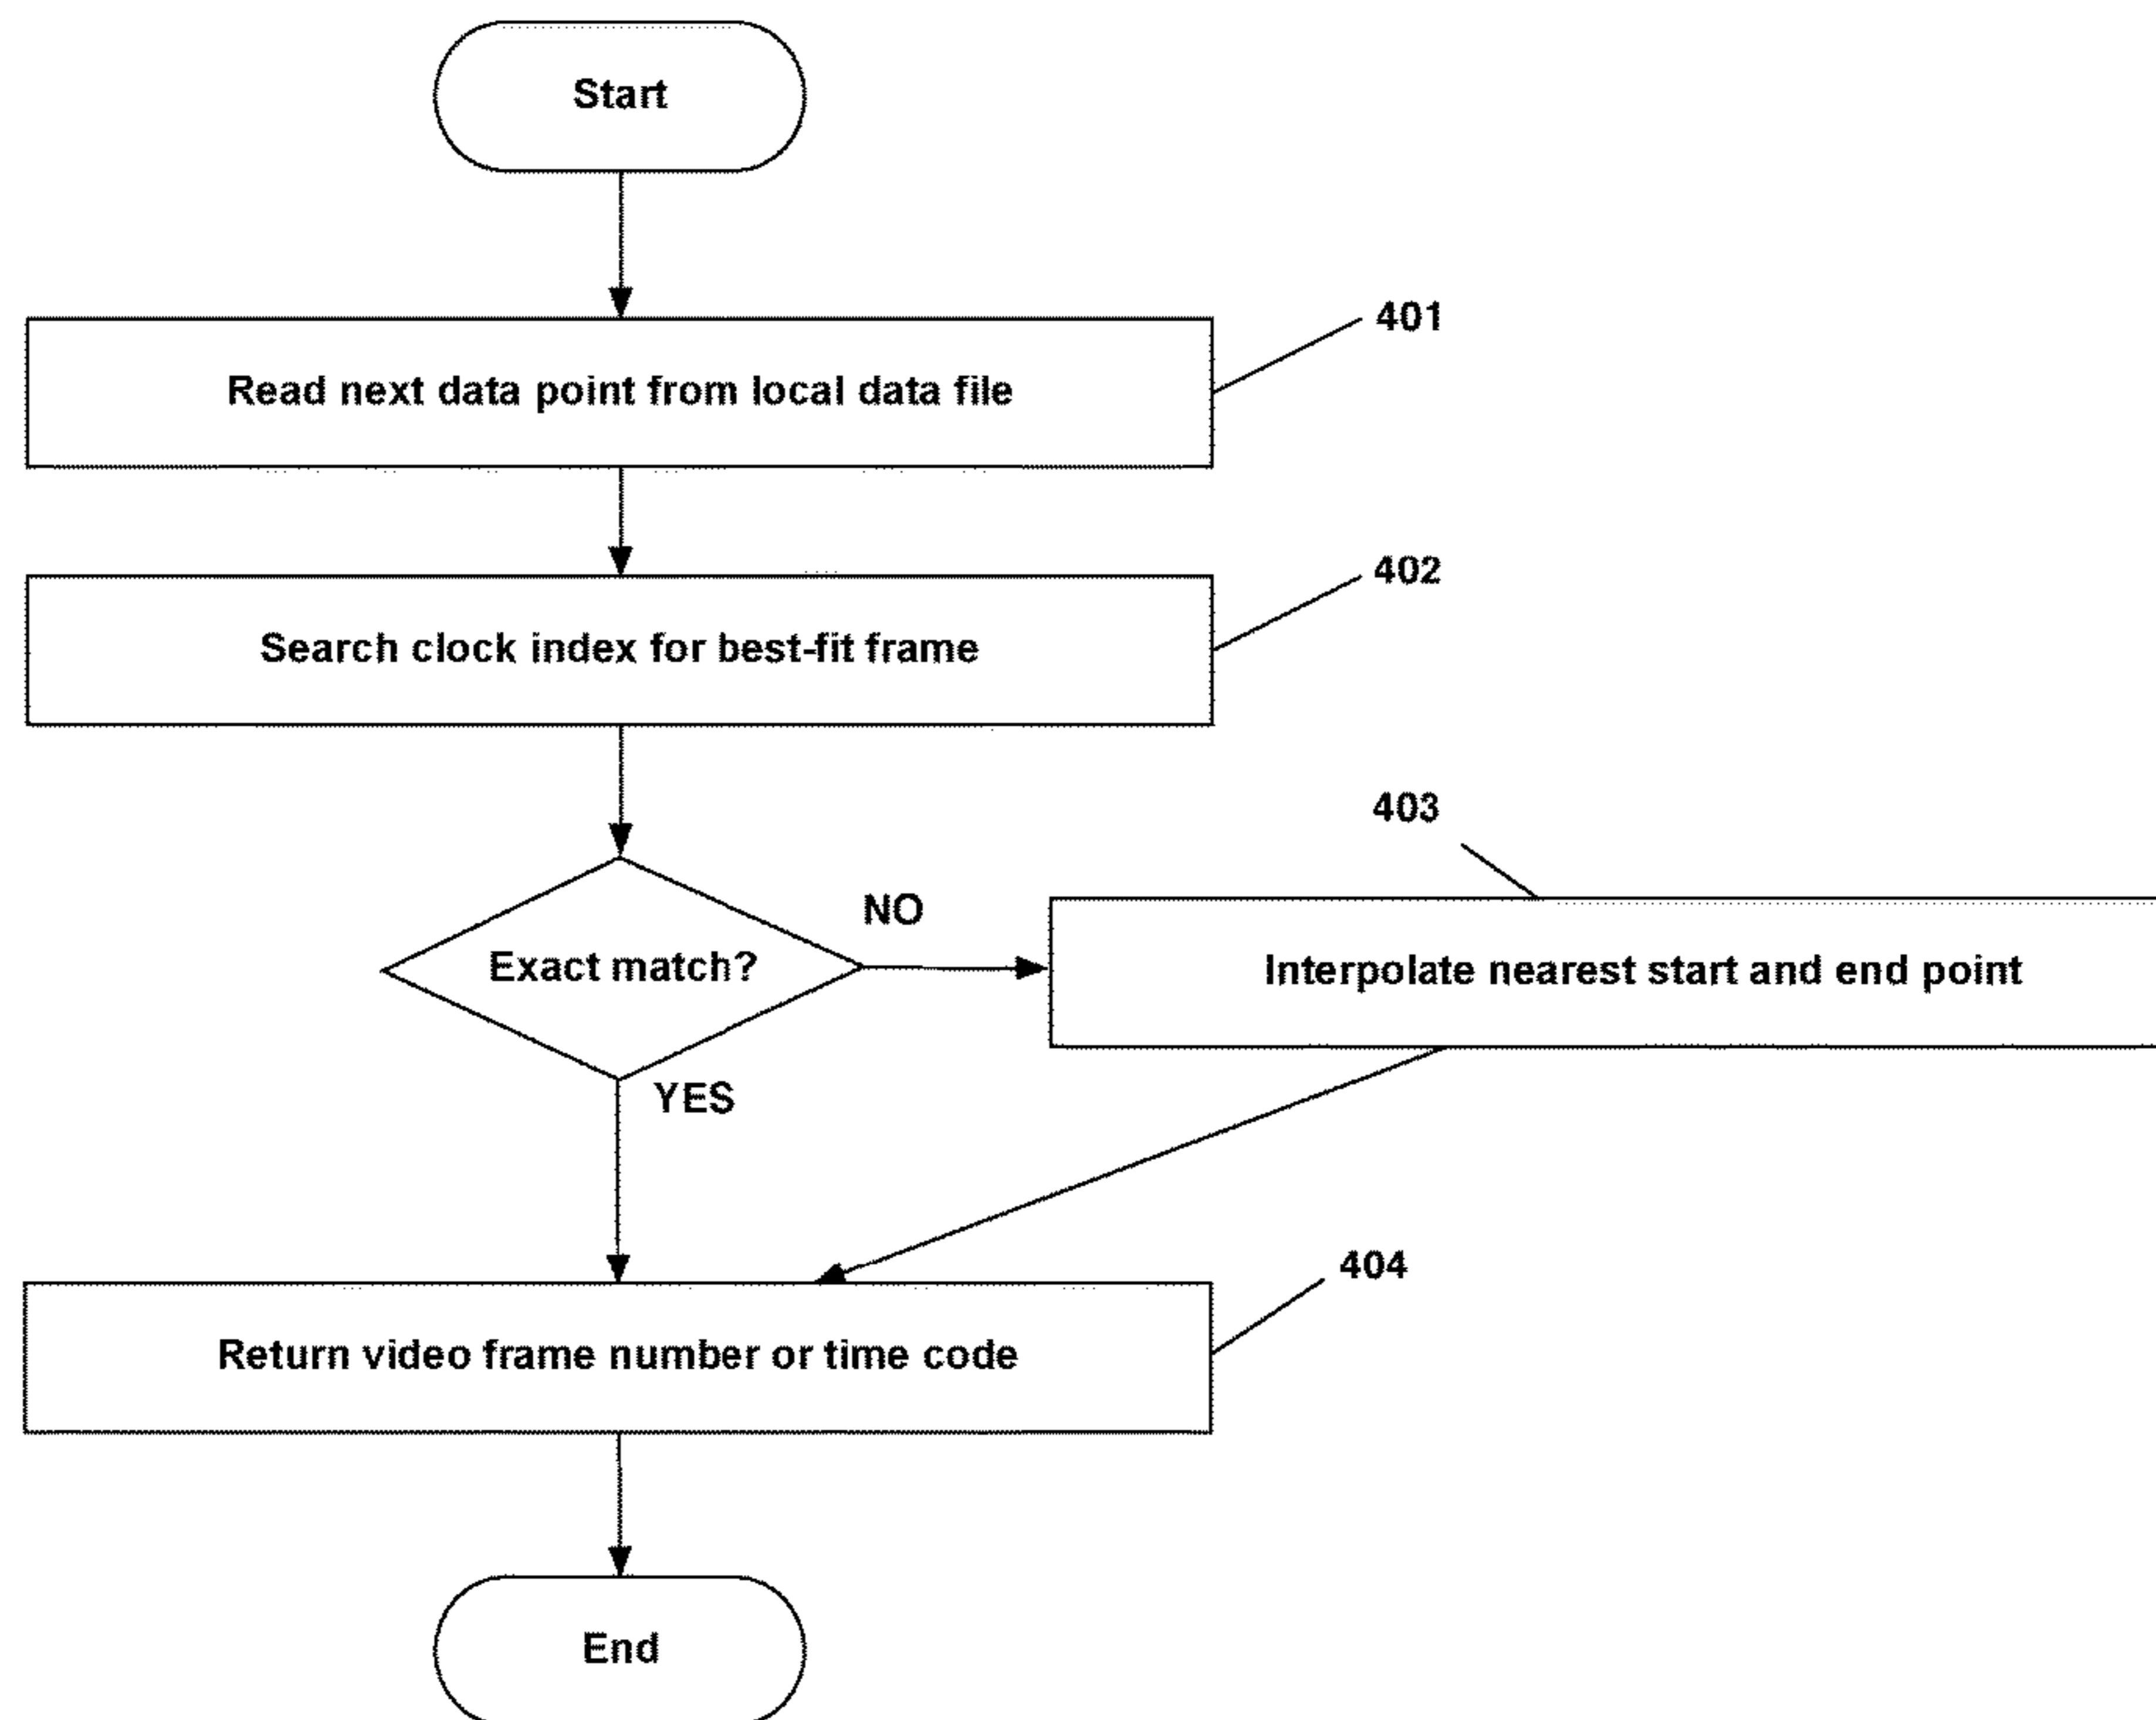 Start
401
Read next data point from local data file
402
Search clock index for best-fit frame
403
NO
Exact match?
Interpolate nearest start and end point
YES
404
Return video frame number or time code
End